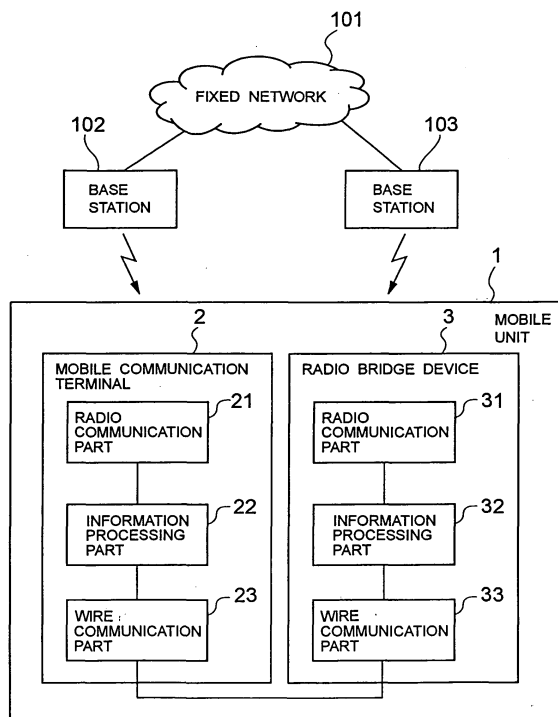 101
FIXED NETWORK
102
103
BASE
STATION
BASE
STATION
1
MOBILE
UNIT
2
3
MOBILE COMMUNICATION
TERMINAL
RADIO BRIDGE DEVICE
21
31
RADIO
COMMUNICATION
PART
RADIO
COMMUNICATION
PART
22
32
INFORMATION
PROCESSING
PART
INFORMATION
PROCESSING
PART
23
33
WIRE
COMMUNICATION
PART
WIRE
COMMUNICATION
PART